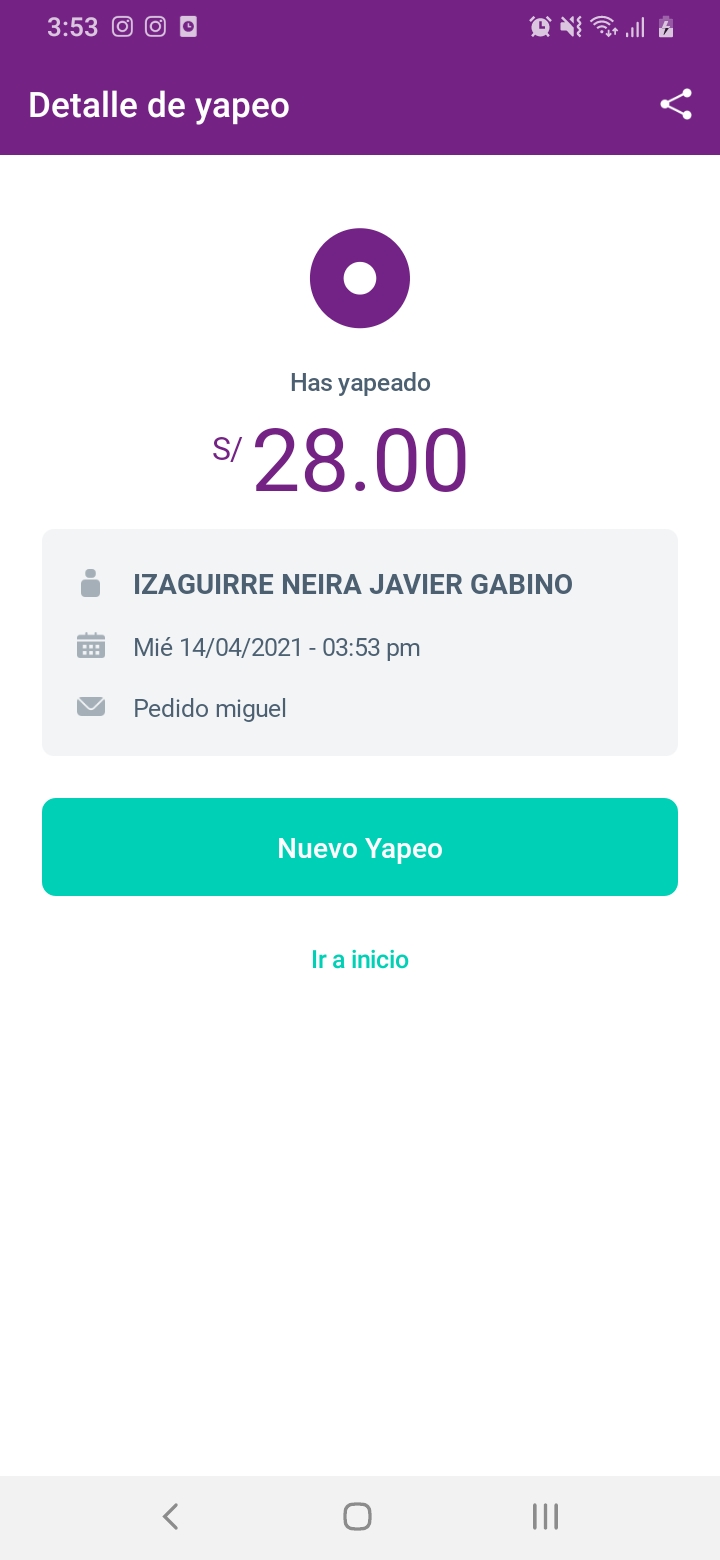 3:53
Detalle de yapeo
Has yapeado
S/ 28.00
IZAGUIRRE NEIRA JAVIER GABINO
Mié 14/04/2021 - 03:53 pm
Pedido miguel
Nuevo Yapeo
Ir a inicio